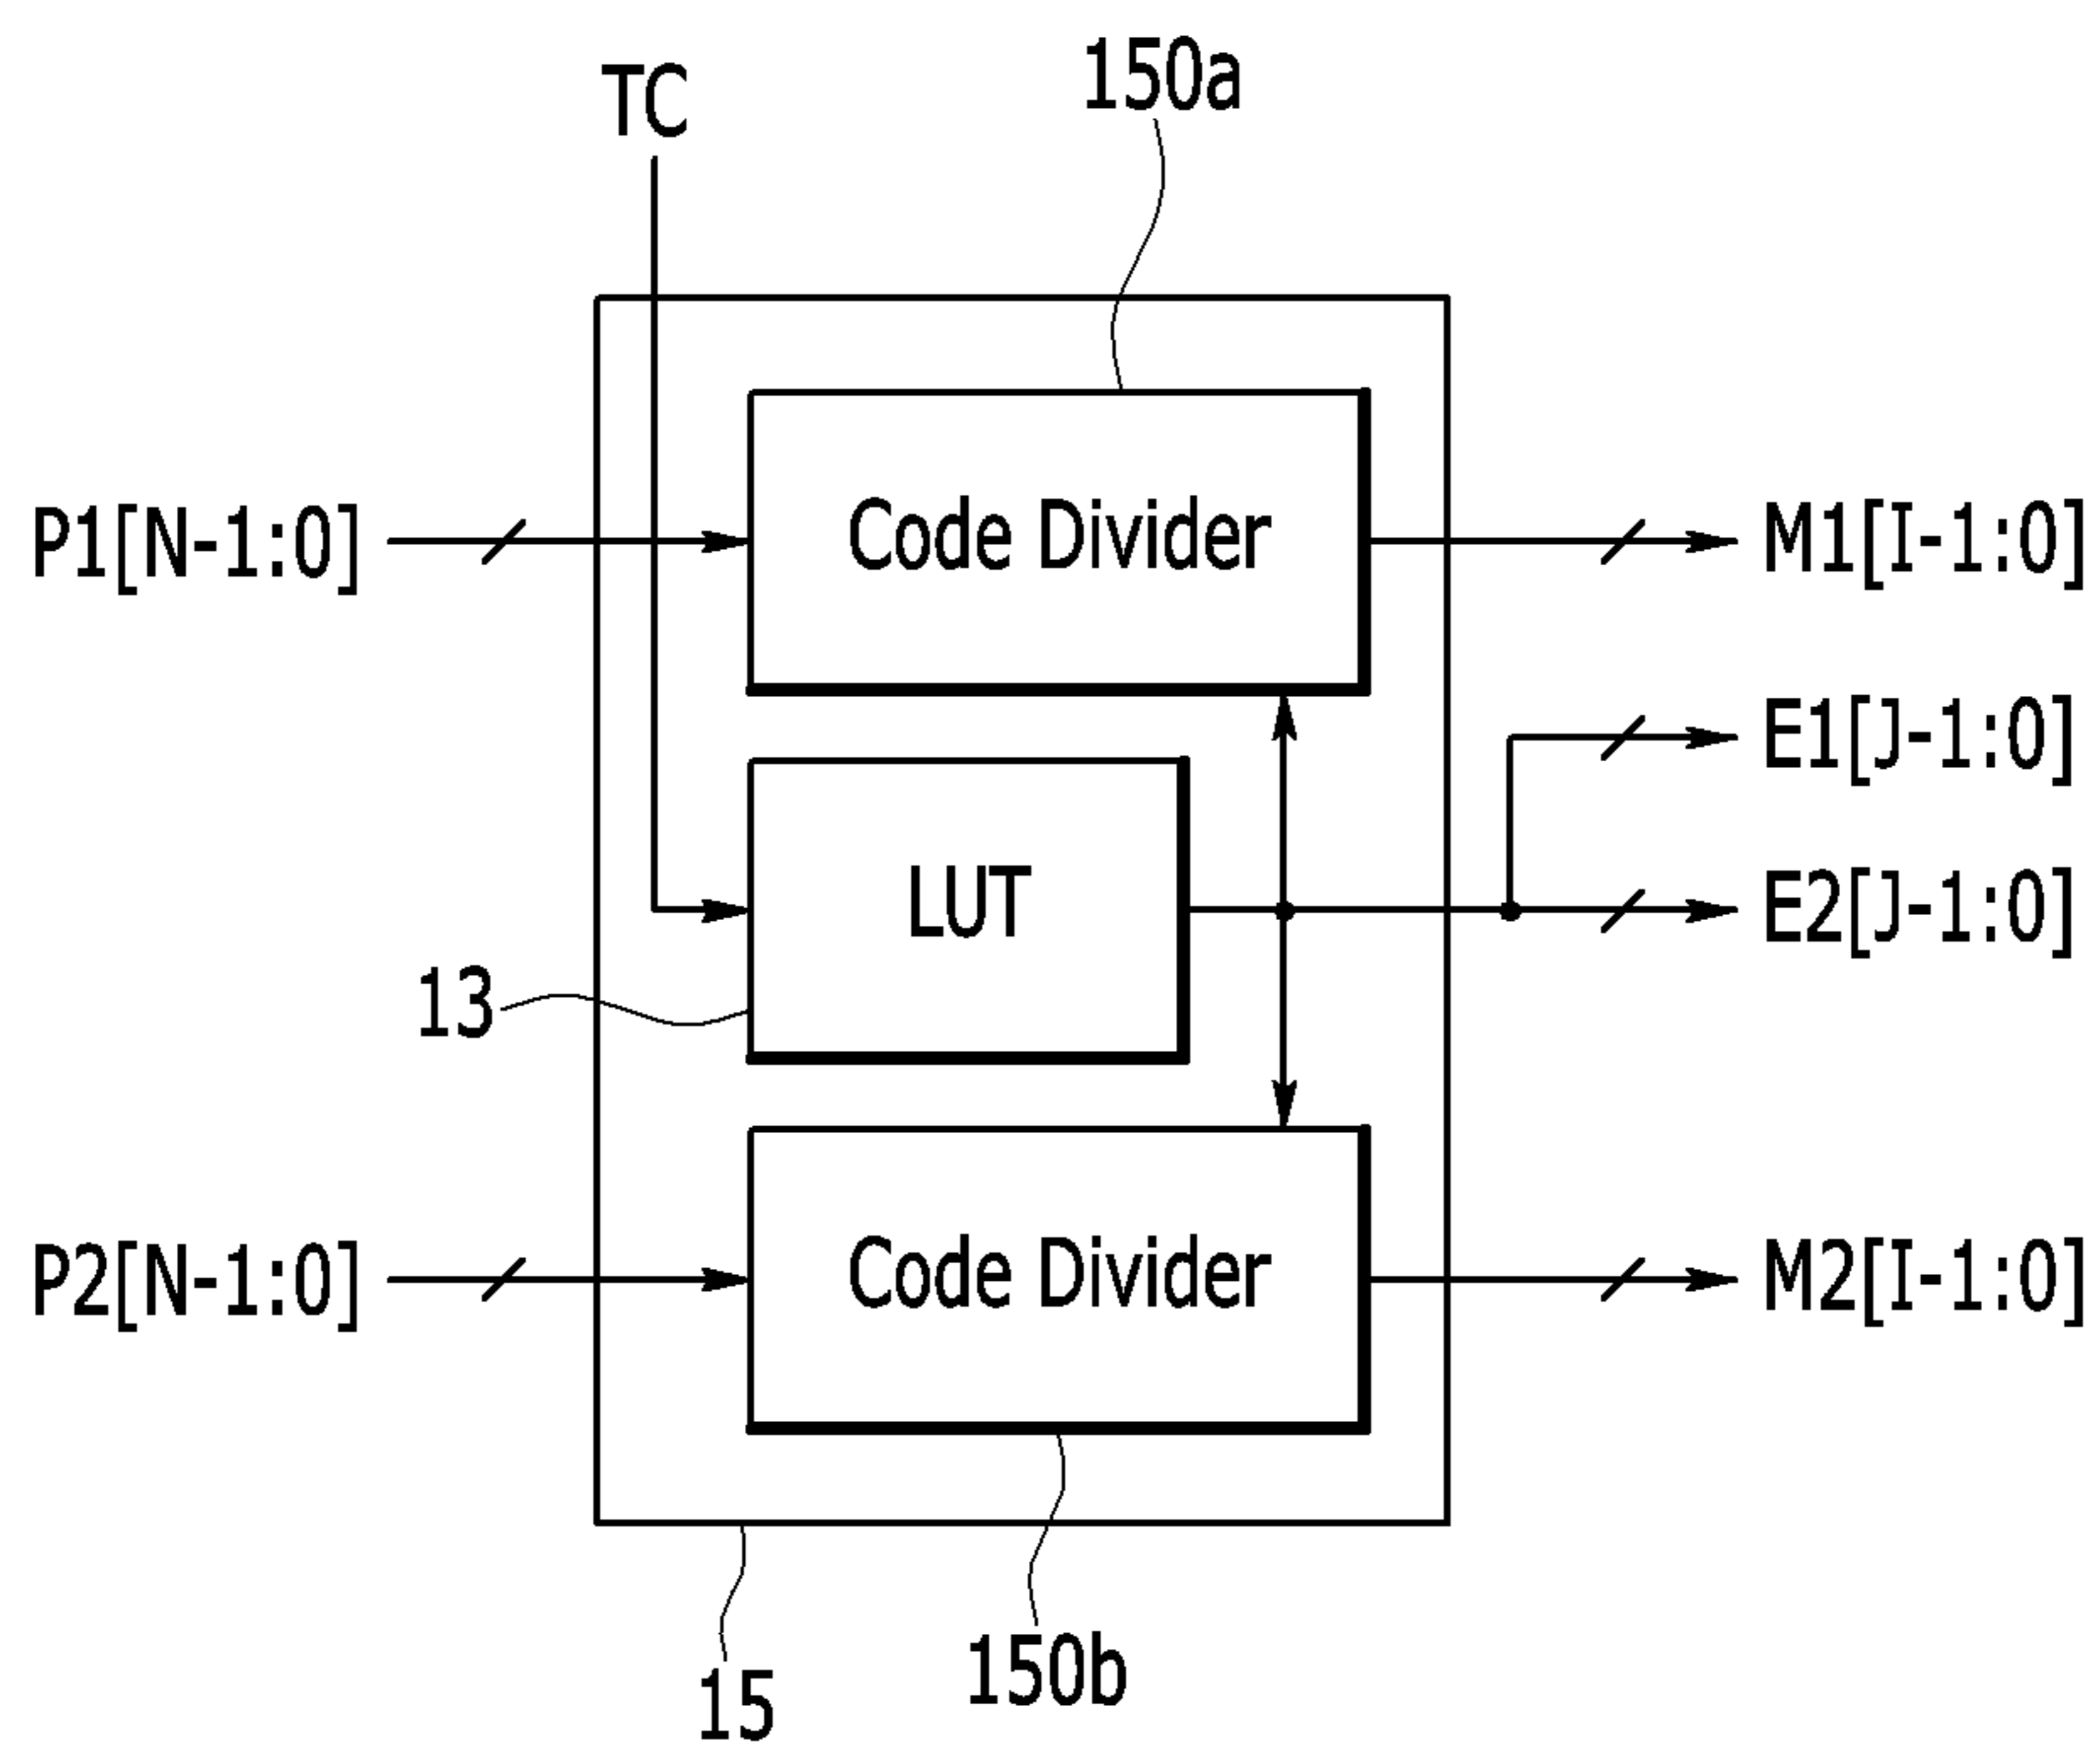 150a
TC
P1[N-1:0]
Code Divider
M1[I-1:0]
E1[J-1:0]
LUT
E2[J-1:0]
13
P2[N-1:0]
Code Divider
M2[I-1:0]
150b
15